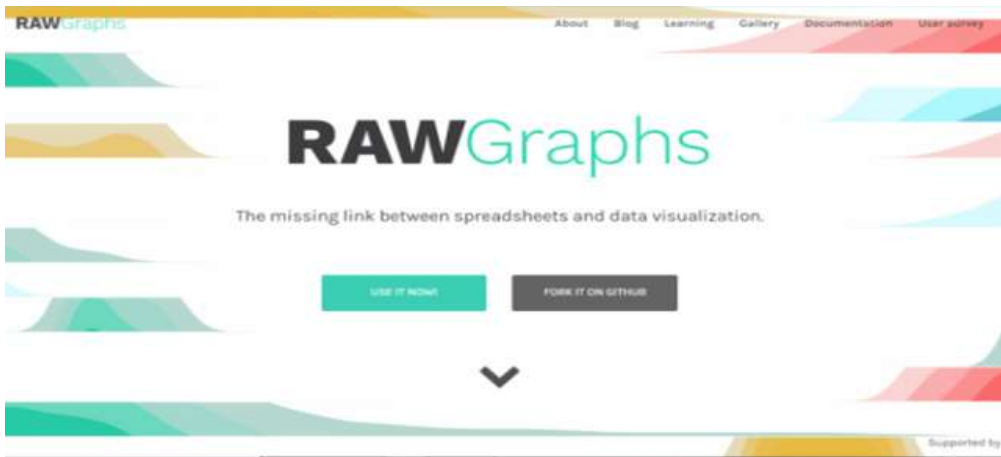 RAWGraphs
About Blog Learning Gallery Documentation User survey
RAWGraphs
The missing link between spreadsheets and data visualization.
USE IT NOW!
FORK IT ON GITHUB
Supported by